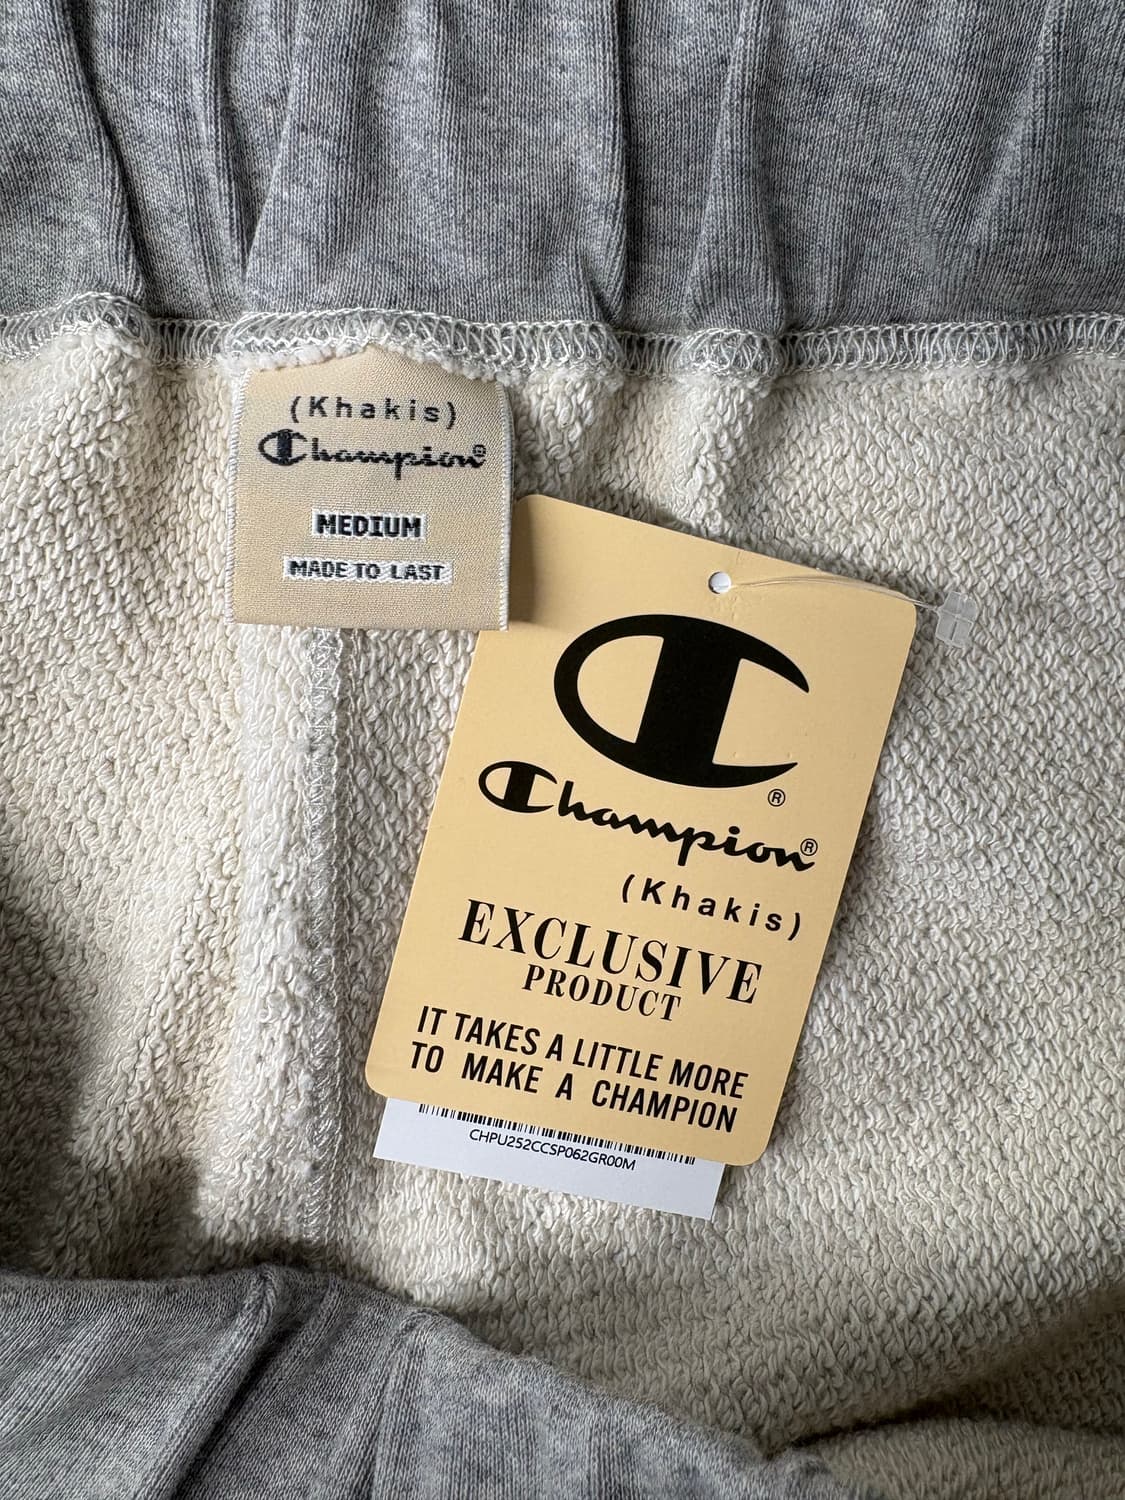 (Khakis)
Champion®
MEDIUM
MADE TO LAST
®
Champion®
(Khakis)
EXCLUSIVE
PRODUCT
IT TAKES A LITTLE MORE
TO MAKE A CHAMPION
CHPU252CCSP062GR00M